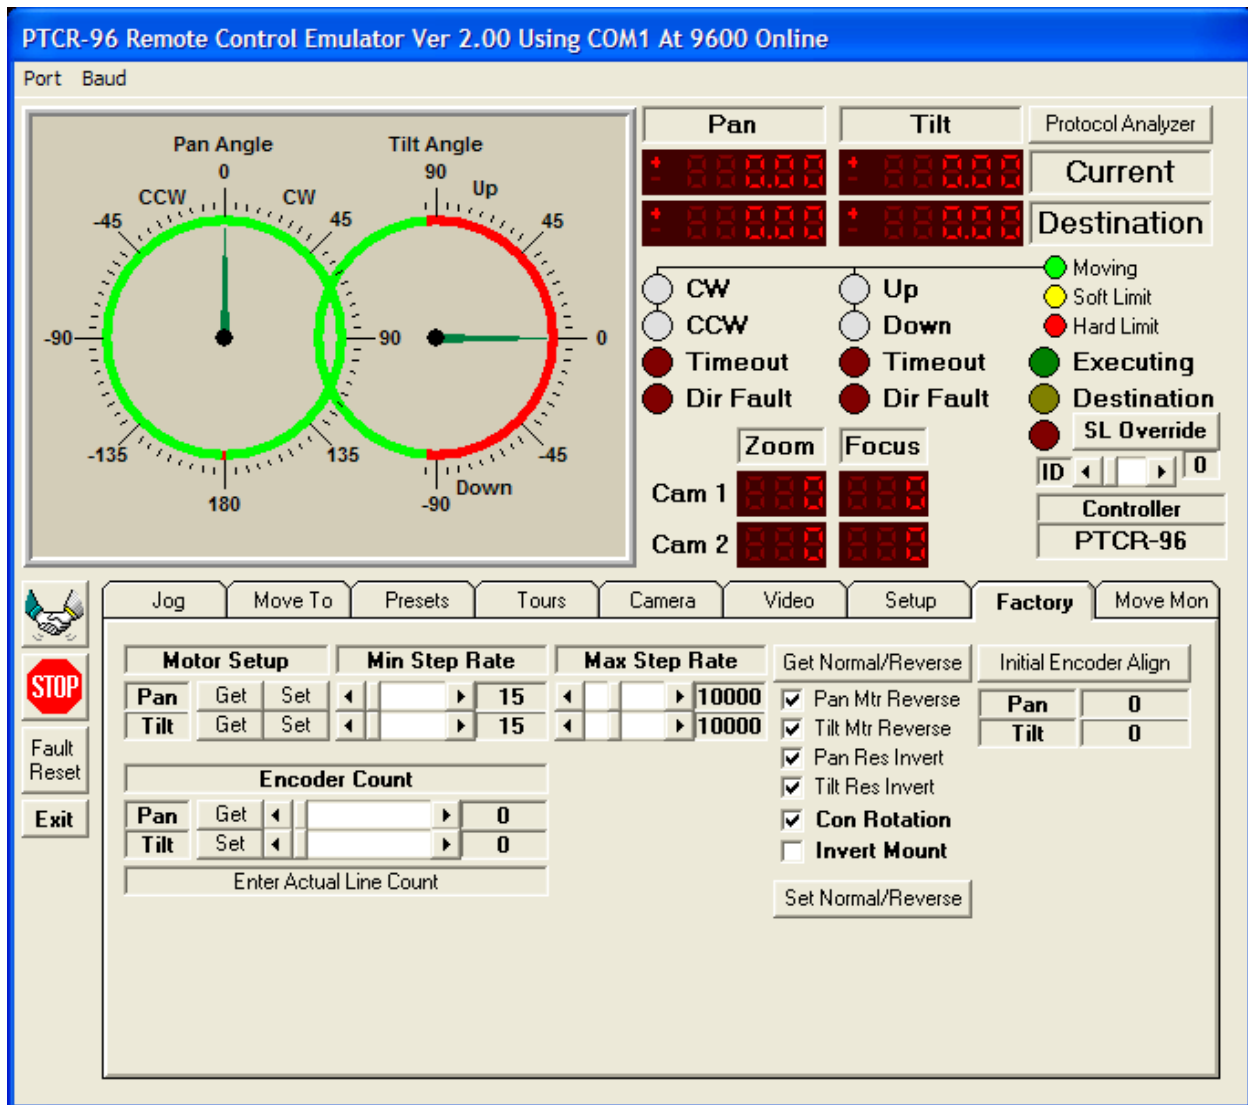 PTCR-96 Remote Control Emulator Ver 2.00 Using COM1 At 9600 Online
Port Baud
Pan Angle Tilt Angle
0 90
CCW CW Up
-45 45 45
-90 90 0
-135 135 -45
180 -90 Down
Pan Tilt Protocol Analyzer
+ 0.00 + 0.00 Current
+ 0.00 + 0.00 Destination
Moving
CW Up Soft Limit
CCW Down Hard Limit
Timeout Timeout Executing
Dir Fault Dir Fault Destination
SL Override
Zoom Focus
ID 0
Cam 1 0 0
Controller
Cam 2 0 0 PTCR-96
Jog Move To Presets Tours Camera Video Setup Factory Move Mon
STOP
Fault
Reset
Exit
Motor Setup Min Step Rate Max Step Rate
Pan Get Set 15 10000
Tilt Get Set 15 10000
Encoder Count
Pan Get 0
Tilt Set 0
Enter Actual Line Count
Get Normal/Reverse
Pan Mtr Reverse
Tilt Mtr Reverse
Pan Res Invert
Tilt Res Invert
Con Rotation
Invert Mount
Set Normal/Reverse
Initial Encoder Align
Pan 0
Tilt 0